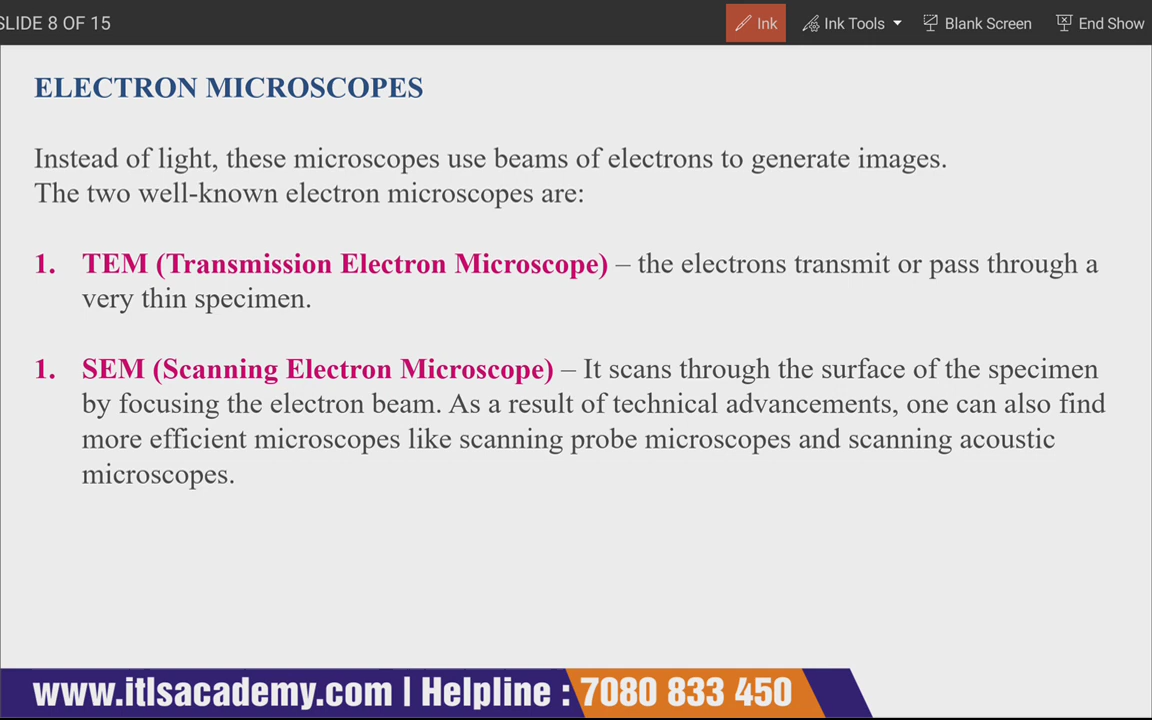 SLIDE 8 OF 15
Ink
Ink Tools
Blank Screen
End Show
ELECTRON MICROSCOPES
Instead of light, these microscopes use beams of electrons to generate images.
The two well-known electron microscopes are:
1. TEM (Transmission Electron Microscope) – the electrons transmit or pass through a
very thin specimen.
1. SEM (Scanning Electron Microscope) – It scans through the surface of the specimen
by focusing the electron beam. As a result of technical advancements, one can also find
more efficient microscopes like scanning probe microscopes and scanning acoustic
microscopes.
www.itlsacademy.com | Helpline : 7080 833 450